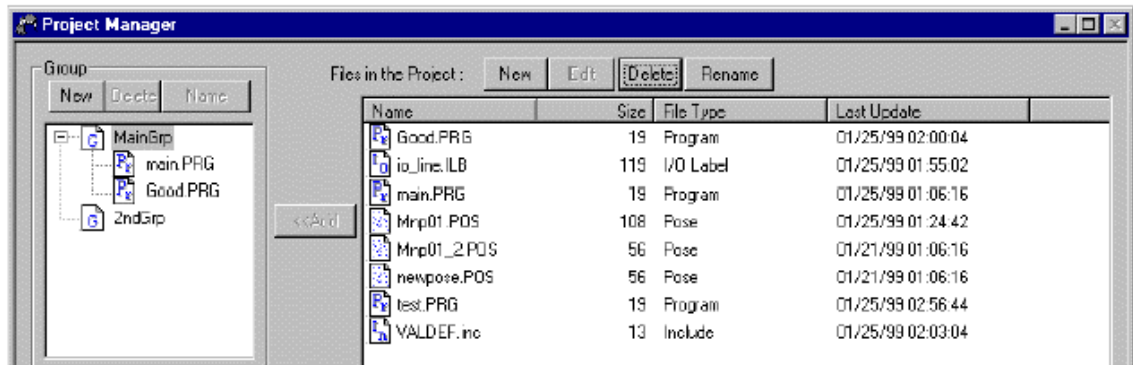 Project Manager
Group
New Delete Name
MainGrp
main.PRG
Good.PRG
2ndGrp
<<Add
Files in the Project : New Edit Delete Rename
Name Size File Type Last Update
Good.PRG 19 Program 01/25/99 02:00:04
io_line.ILB 119 I/O Label 01/25/99 01:55:02
main.PRG 19 Program 01/25/99 01:06:16
Mnp01.POS 108 Pose 01/25/99 01:24:42
Mnp01_2.POS 56 Pose 01/21/99 01:06:16
newpose.POS 56 Pose 01/21/99 01:06:16
test.PRG 19 Program 01/25/99 02:56:44
VALDEF.inc 13 Include 01/25/99 02:03:04